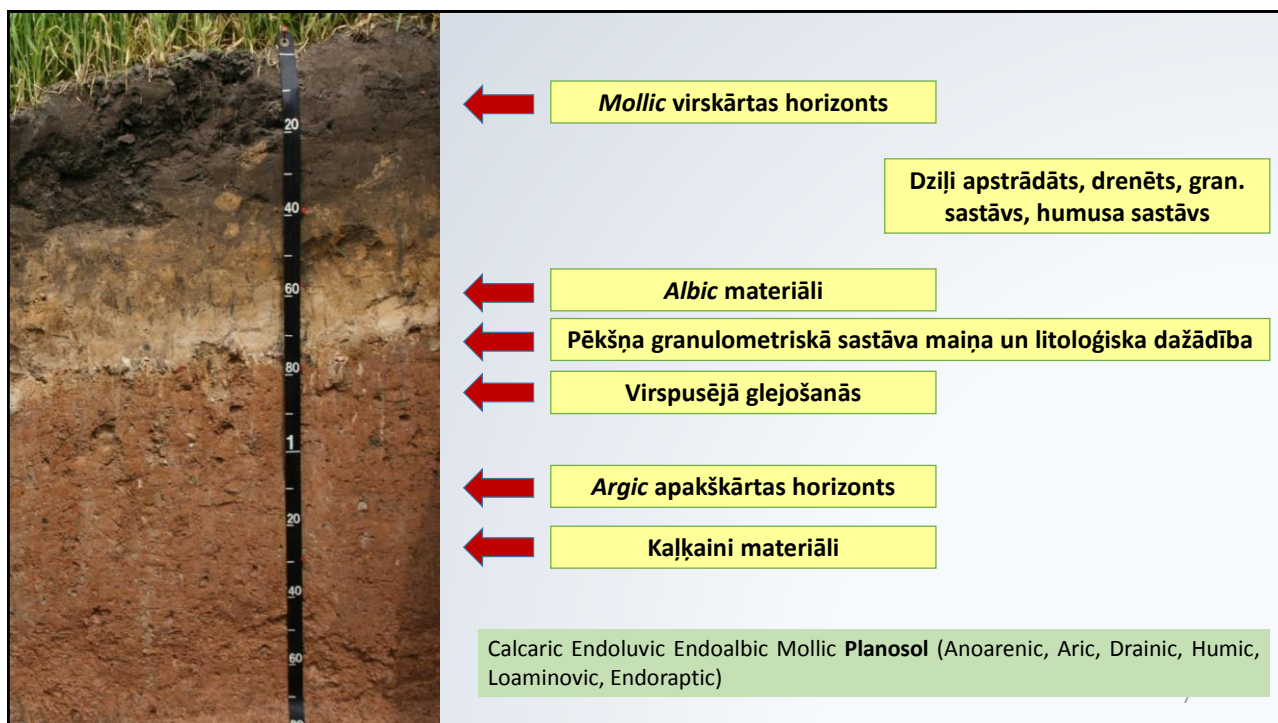 Mollic virskārtas horizonts
Dziļi apstrādāts, drenēts, gran.
sastāvs, humusa sastāvs
Albic materiāli
Pēkšņa granulometriskā sastāva maiņa un litoloģiska dažādība
Virspusējā glejošanās
Argic apakškārtas horizonts
Kaļķaini materiāli
Calcaric Endoluvic Endoalbic Mollic Planosol (Anoarenic, Aric, Drainic, Humic,
Loaminovic, Endoraptic)
20
40
60
80
1
20
40
60